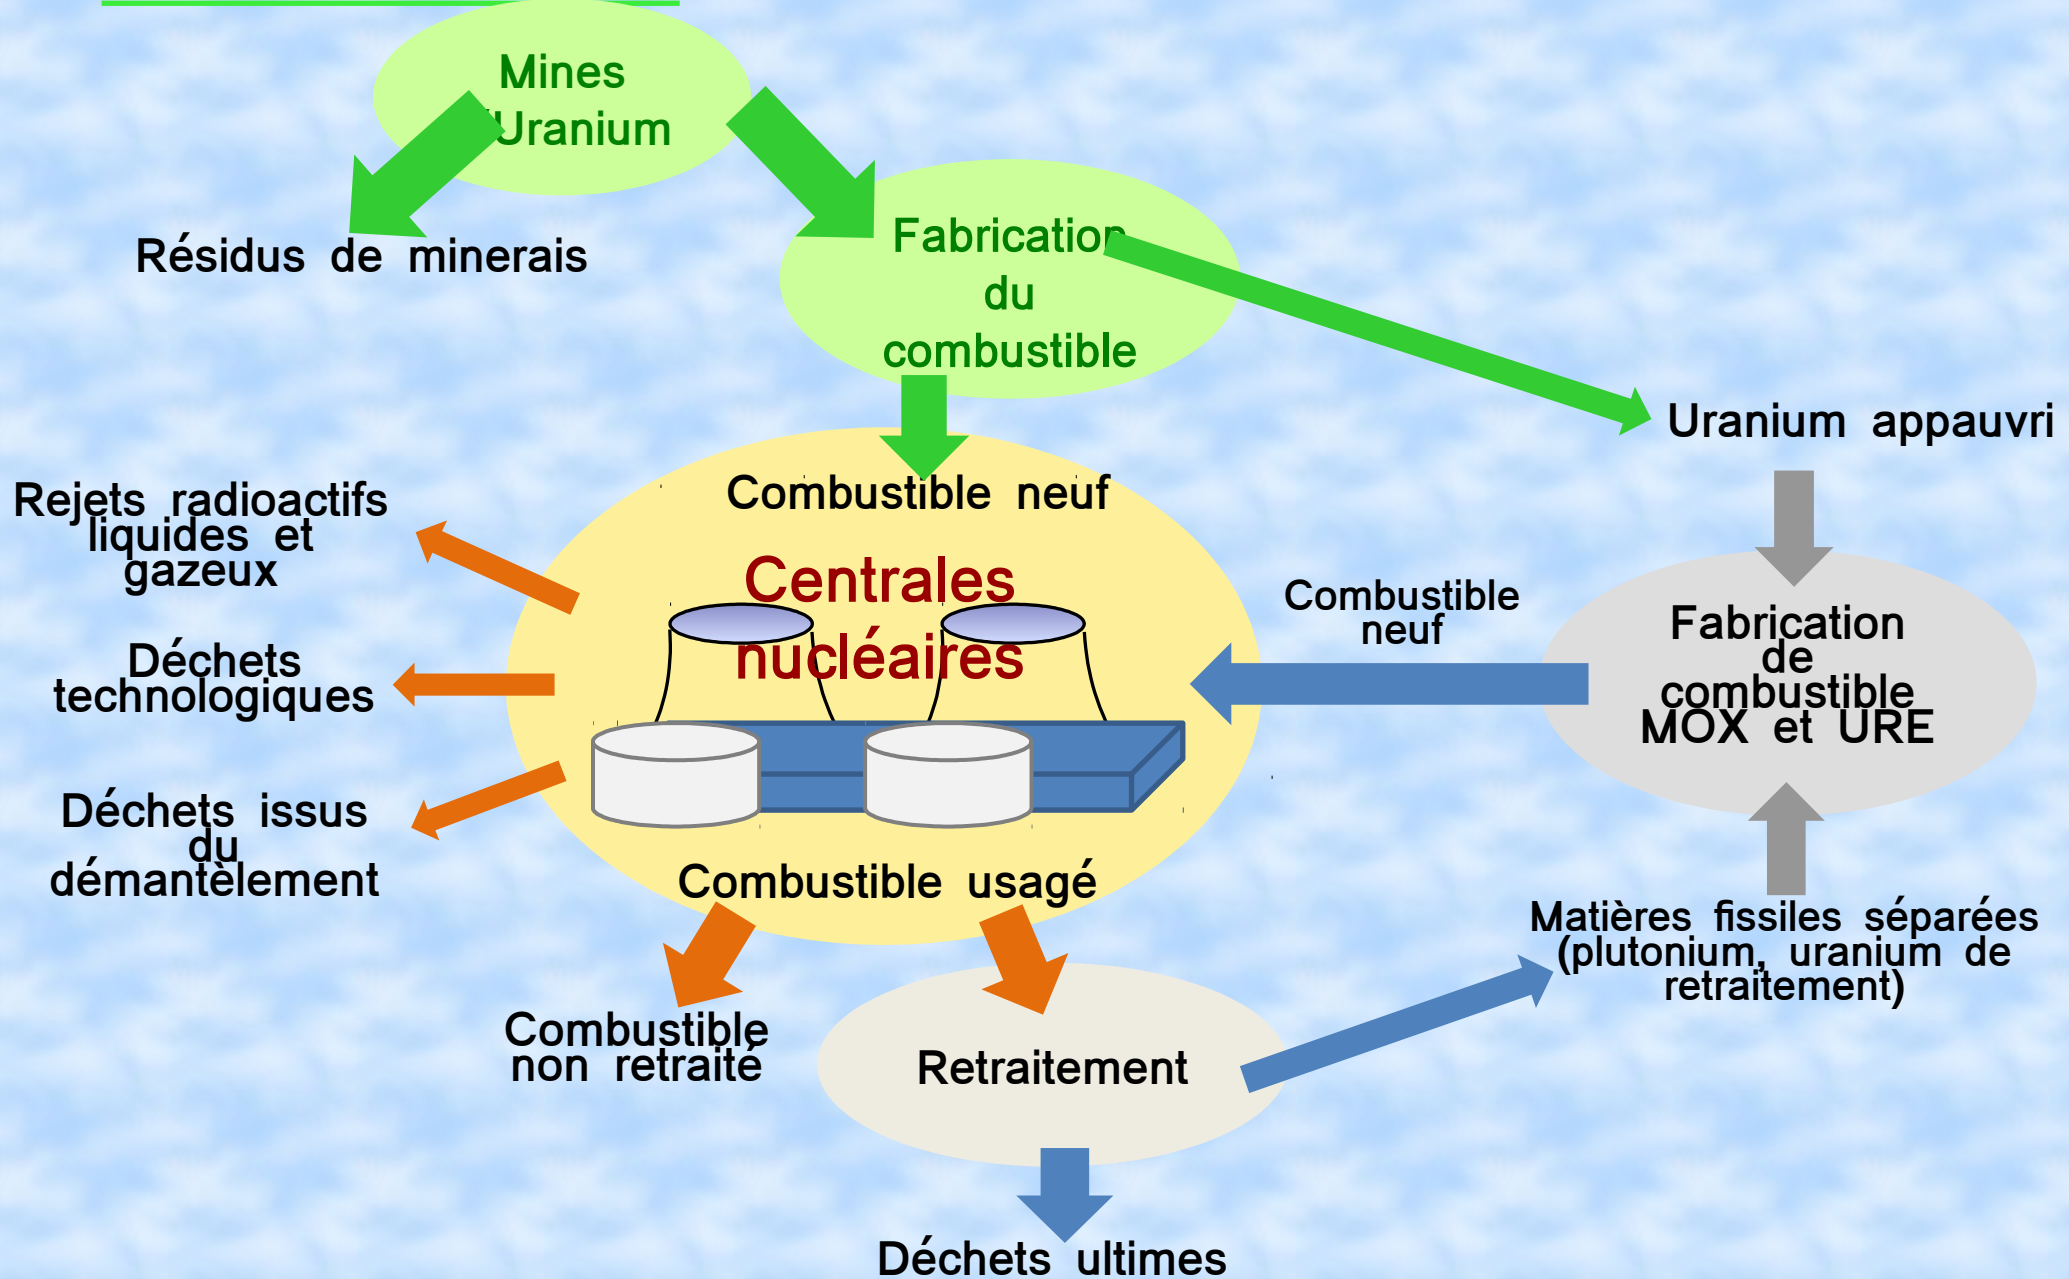 Mines
'Uranium
Résidus de minerais
Fabrication
du
combustible
Uranium appauvri
Combustible neuf
Rejets radioactifs
liquides et
gazeux
Centrales
nucléaires
Déchets
technologiques
Déchets issus
du
démantèlement
Combustible
neuf
Fabrication
de
combustible
MOX et URE
Combustible usagé
Matières fissiles séparées
(plutonium, uranium de
retraitement)
Combustible
non retraité
Retraitement
Déchets ultimes